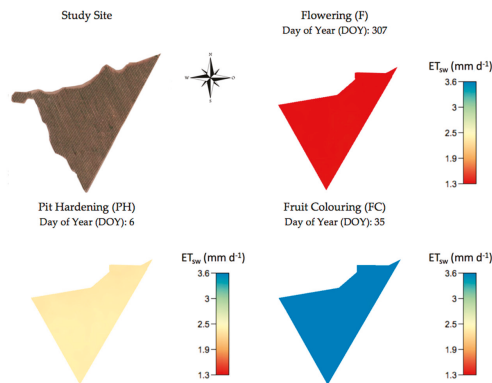 Study Site
Flowering (F)
Day of Year (DOY): 307
N
W
O
S
ETsw (mm d-1)
3.6
3
2.5
1.9
1.3
Pit Hardening (PH)
Day of Year (DOY): 6
Fruit Colouring (FC)
Day of Year (DOY): 35
ETsw (mm d-1)
3.6
3
2.5
1.9
1.3
ETsw (mm d-1)
3.6
3
2.5
1.9
1.3